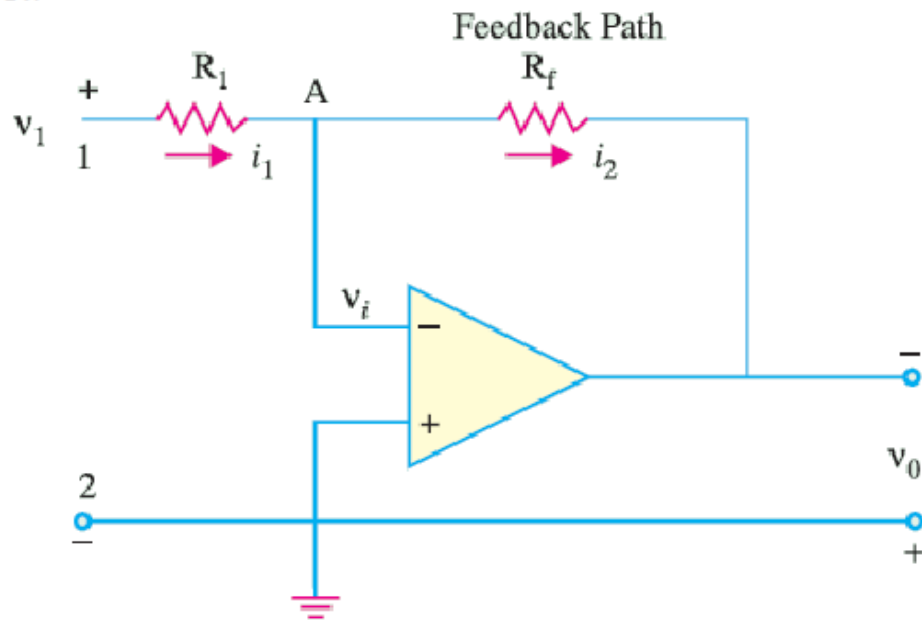 Feedback Path
R1 A Rf
+
v1
1 i1 i2
vi
−
−
+
v0
2
−
+